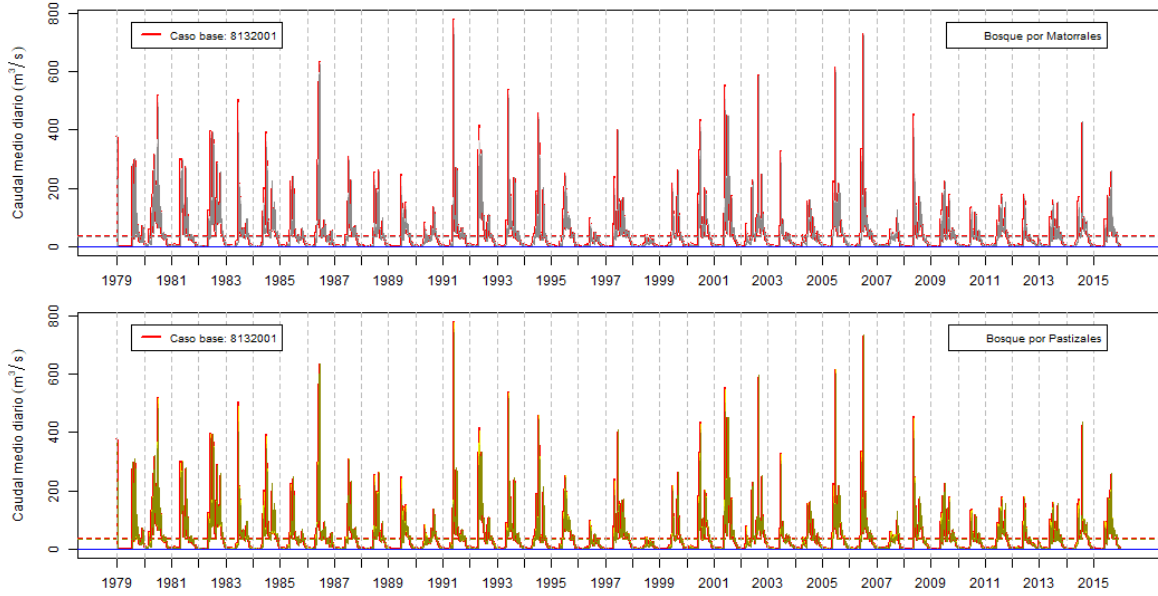 Caudal medio diario (m³/s)
800
600
400
200
0
Caso base: 8132001
Bosque por Matorrales
1979 1981 1983 1985 1987 1989 1991 1993 1995 1997 1999 2001 2003 2005 2007 2009 2011 2013 2015
Caudal medio diario (m³/s)
800
600
400
200
0
Caso base: 8132001
Bosque por Pastizales
1979 1981 1983 1985 1987 1989 1991 1993 1995 1997 1999 2001 2003 2005 2007 2009 2011 2013 2015